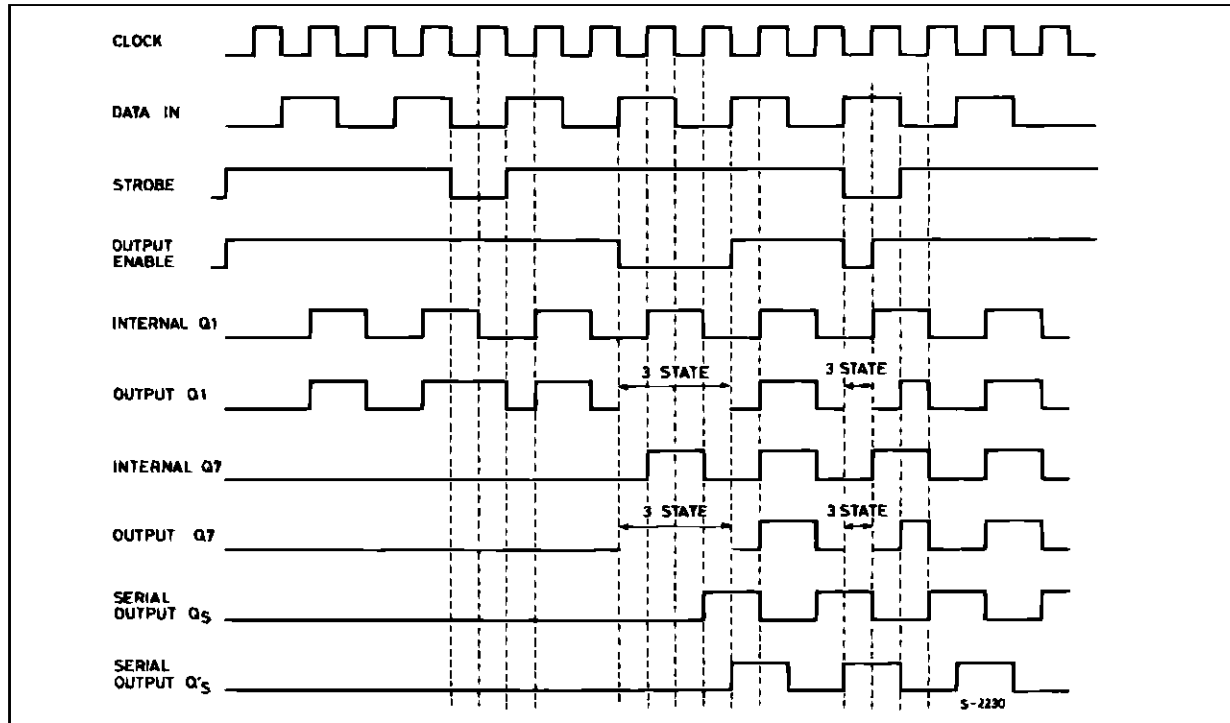 CLOCK
DATA IN
STROBE
OUTPUT
ENABLE
INTERNAL Q1
3 STATE
3 STATE
OUTPUT Q1
INTERNAL Q7
3 STATE
3 STATE
OUTPUT Q7
SERIAL
OUTPUT QS
SERIAL
OUTPUT Q'S
S-2230